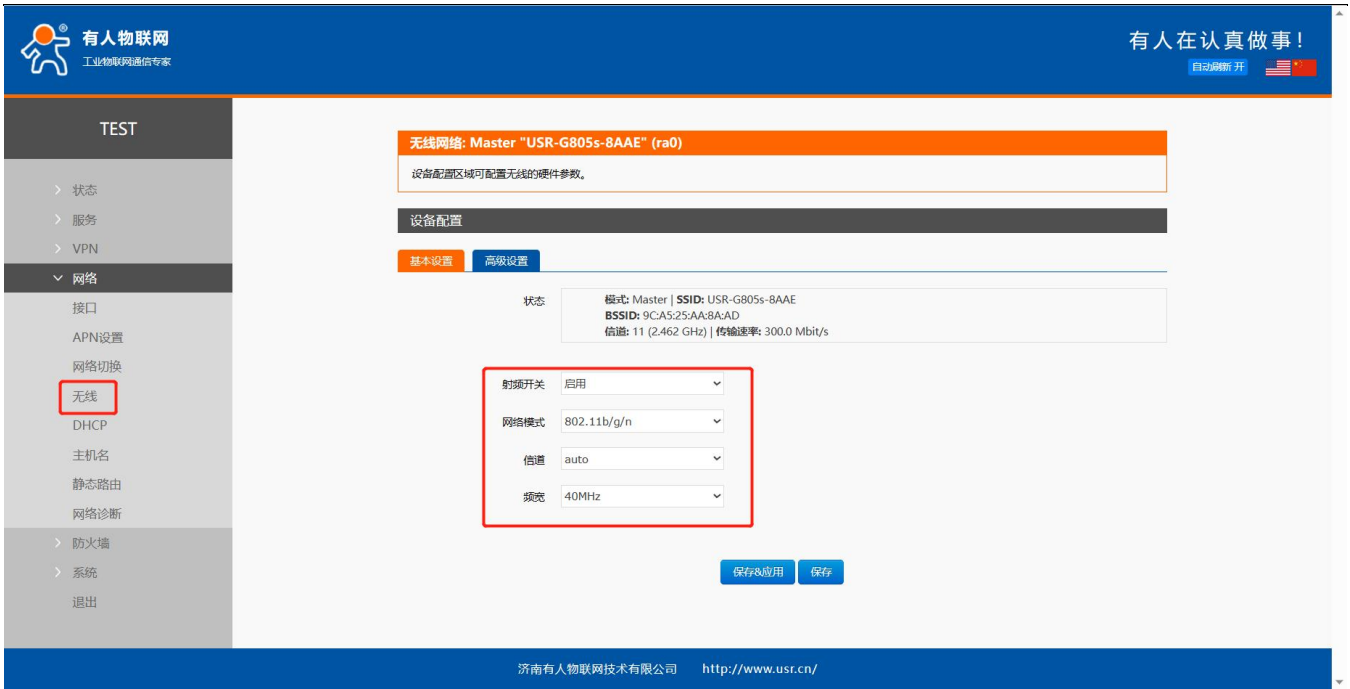 有人物联网
工业物联网通信专家
有人在认真做事！
自动刷新 开
TEST
状态
服务
VPN
网络
接口
APN设置
网络切换
无线
DHCP
主机名
静态路由
网络诊断
防火墙
系统
退出
无线网络: Master "USR-G805s-8AAE" (ra0)
设备配置区域可配置无线的硬件参数。
设备配置
基本设置 高级设置
状态 模式: Master | SSID: USR-G805s-8AAE
BSSID: 9C:A5:25:AA:8A:AD
信道: 11 (2.462 GHz) | 传输速率: 300.0 Mbit/s
射频开关 启用
网络模式 802.11b/g/n
信道 auto
频宽 40MHz
保存&应用 保存
济南有人物联网技术有限公司 http://www.usr.cn/